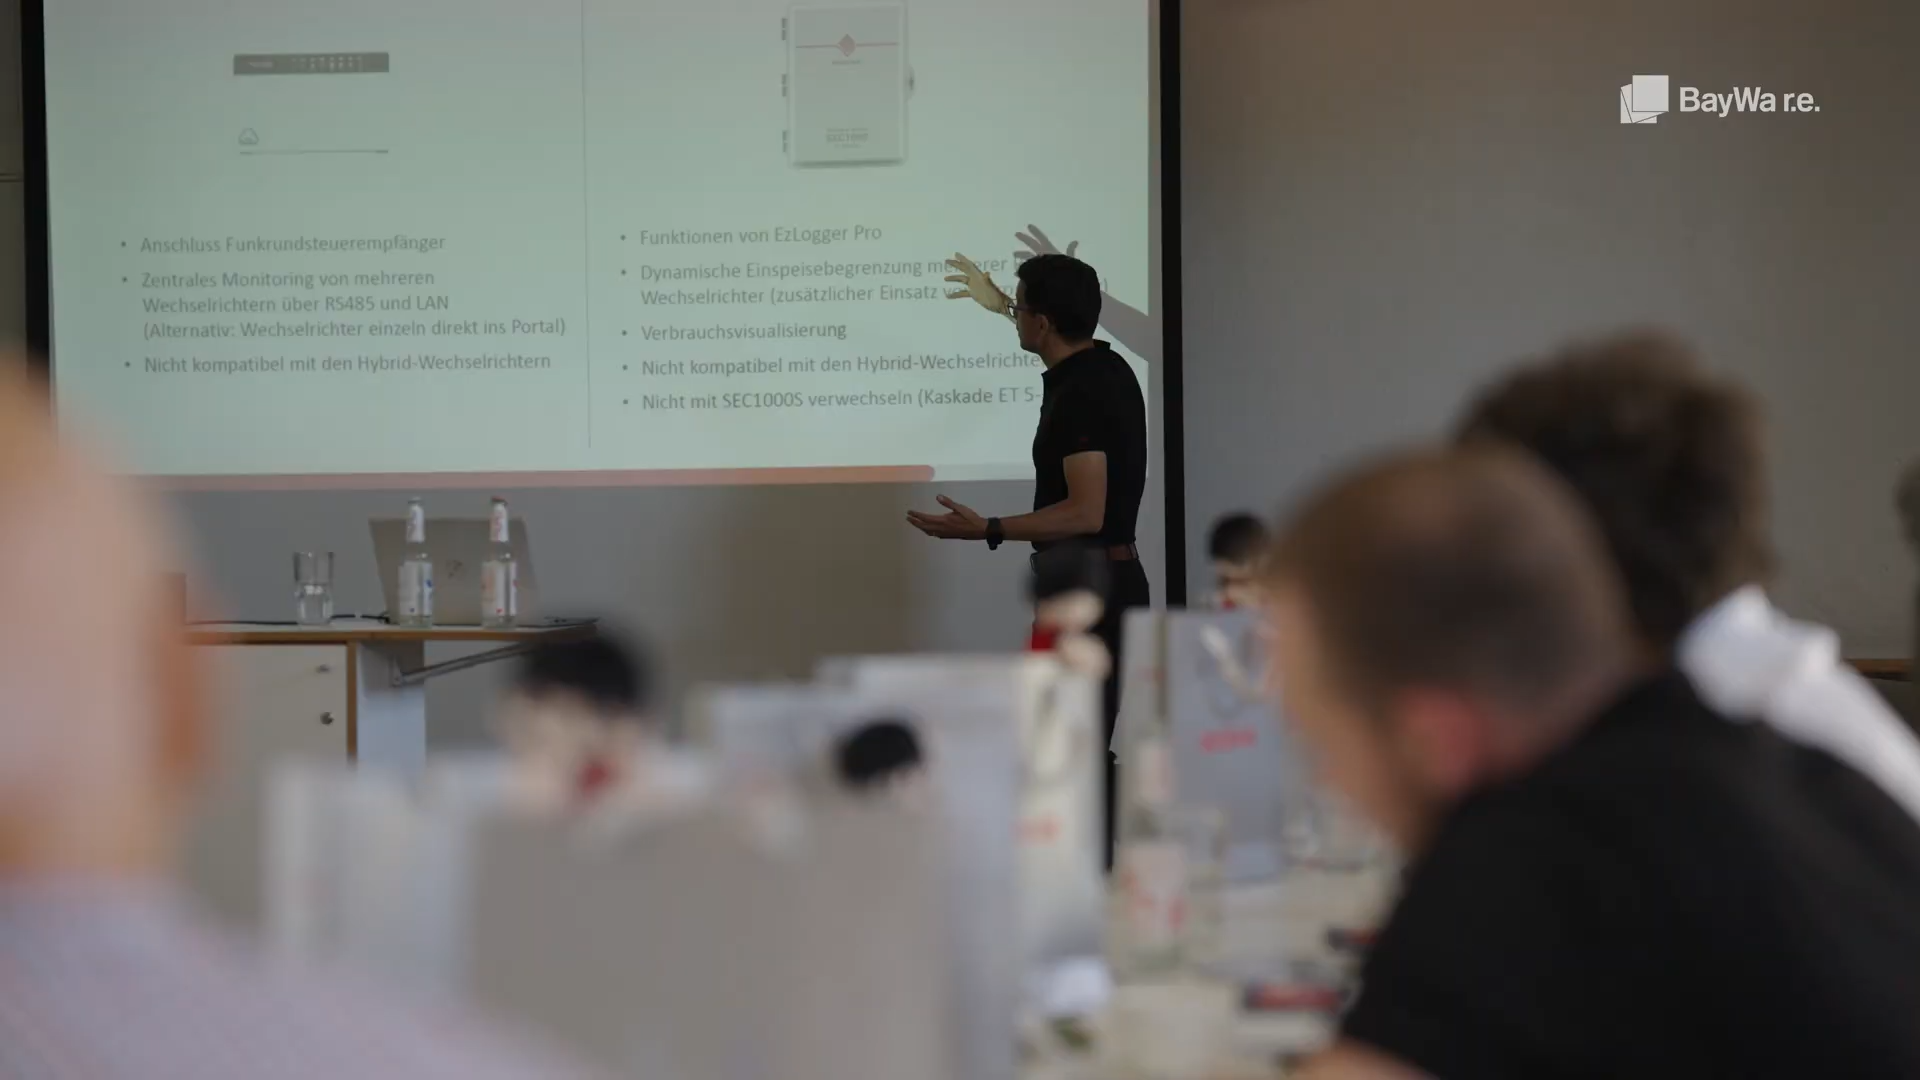 BayWa r.e.
SEC1000
• Anschluss Funkrundsteuerempfänger
• Zentrales Monitoring von mehreren
Wechselrichtern über RS485 und LAN
(Alternativ: Wechselrichter einzeln direkt ins Portal)
• Nicht kompatibel mit den Hybrid-Wechselrichtern
• Funktionen von EzLogger Pro
• Dynamische Einspeisebegrenzung
Wechselrichter (zusätzlicher Einsatz
• Verbrauchsvisualisierung
• Nicht kompatibel mit den Hybrid-Wechselrichte
• Nicht mit SEC1000S verwechseln (Kaskade ET 5-